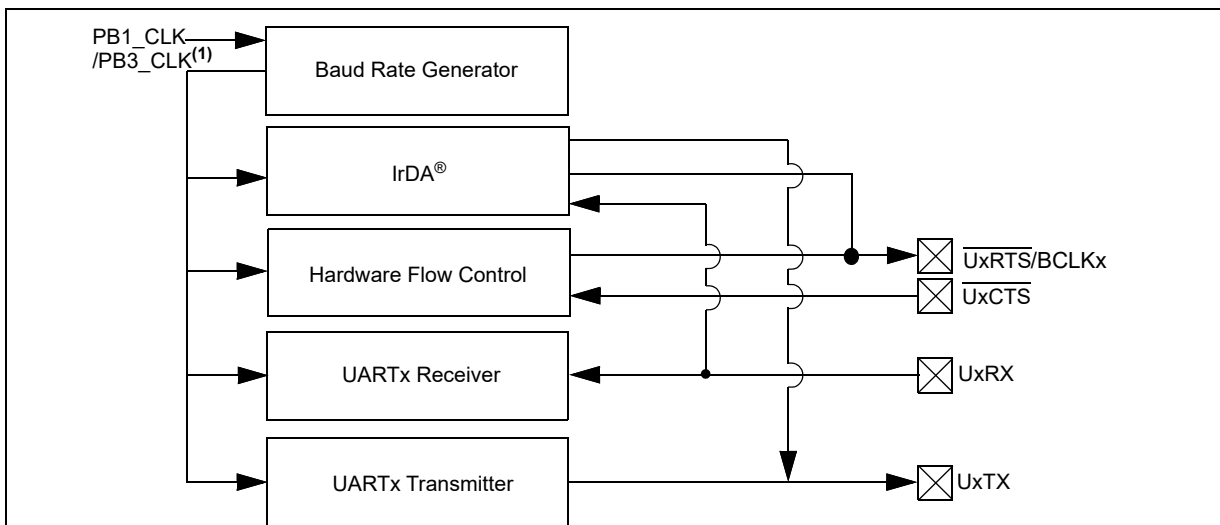 PB1_CLK
/PB3_CLK(1)
Baud Rate Generator
IrDA®
Hardware Flow Control
UxRTS/BCLKx
UxCTS
UARTx Receiver
UxRX
UARTx Transmitter
UxTX